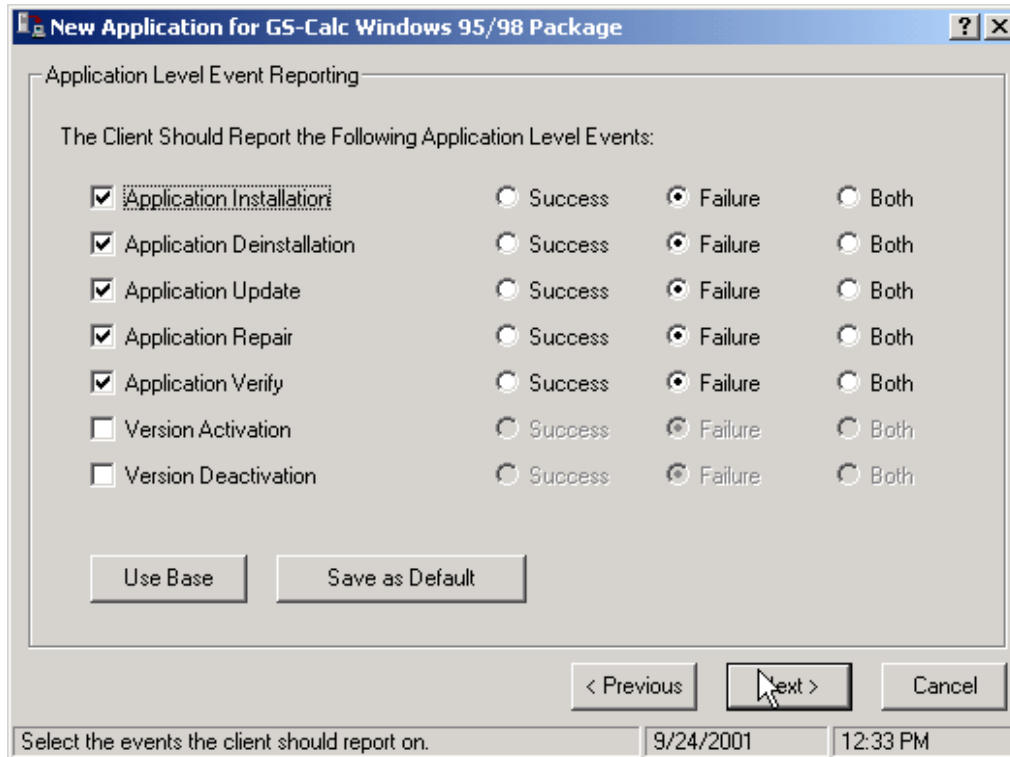 New Application for GS-Calc Windows 95/98 Package
Application Level Event Reporting
The Client Should Report the Following Application Level Events:
Application Installation Success Failure Both
Application Deinstallation Success Failure Both
Application Update Success Failure Both
Application Repair Success Failure Both
Application Verify Success Failure Both
Version Activation Success Failure Both
Version Deactivation Success Failure Both
Use Base Save as Default
< Previous Next > Cancel
Select the events the client should report on. 9/24/2001 12:33 PM